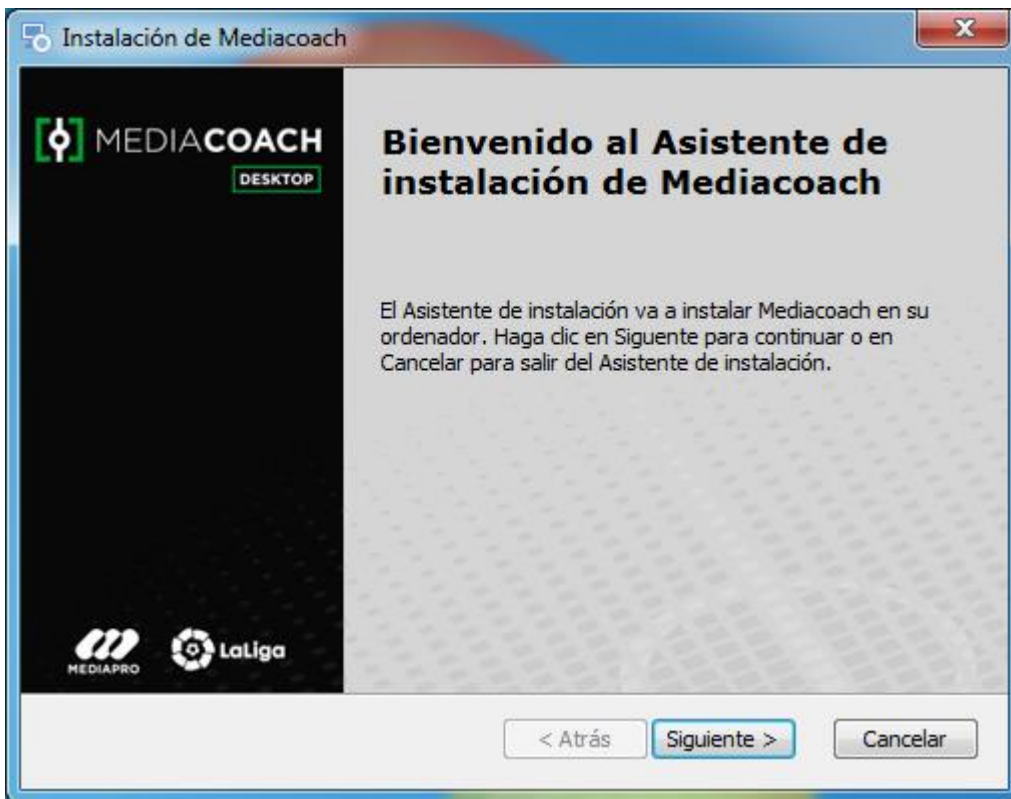 Instalación de Mediacoach
MEDIACOACH
DESKTOP
Bienvenido al Asistente de
instalación de Mediacoach
El Asistente de instalación va a instalar Mediacoach en su
ordenador. Haga clic en Siguente para continuar o en
Cancelar para salir del Asistente de instalación.
MEDIAPRO
LaLiga
< Atrás
Siguiente >
Cancelar